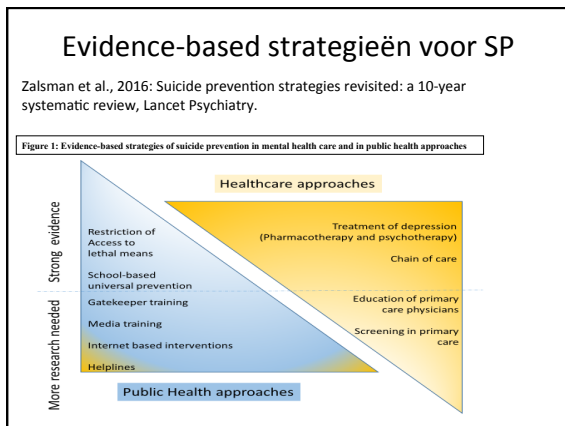 Evidence-based strategieën voor SP
Zalsman et al., 2016: Suicide prevention strategies revisited: a 10-year
systematic review, Lancet Psychiatry.
Figure 1: Evidence-based strategies of suicide prevention in mental health care and in public health approaches
Healthcare approaches
Strong evidence
Restriction of
Access to
lethal means
School-based
universal prevention
Treatment of depression
(Pharmacotherapy and psychotherapy)
Chain of care
More research needed
Gatekeeper training
Media training
Internet based interventions
Helplines
Education of primary
care physicians
Screening in primary
care
Public Health approaches